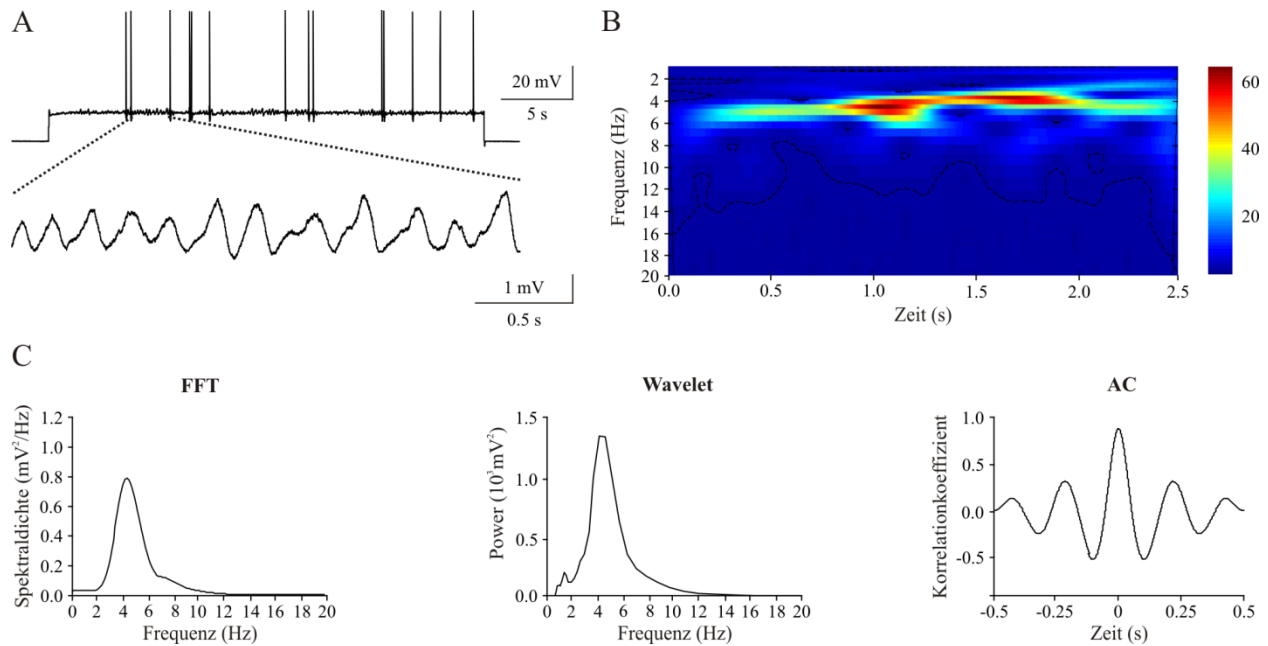 A
20 mV
5 s
1 mV
0.5 s
B
Frequenz (Hz)
2
4
6
8
10
12
14
16
18
20
0.0 0.5 1.0 1.5 2.0 2.5
Zeit (s)
60
40
20
C
FFT
Spektraldichte (mV²/Hz)
1.2
1.0
0.8
0.6
0.4
0.2
0.0
0 2 4 6 8 10 12 14 16 18 20
Frequenz (Hz)
Wavelet
Power (10³mV²)
1.5
1.0
0.5
0.0
0 2 4 6 8 10 12 14 16 18 20
Frequenz (Hz)
AC
Korrelationkoeffizient
1.0
0.5
0.0
-0.5
-0.5 -0.25 0 0.25 0.5
Zeit (s)